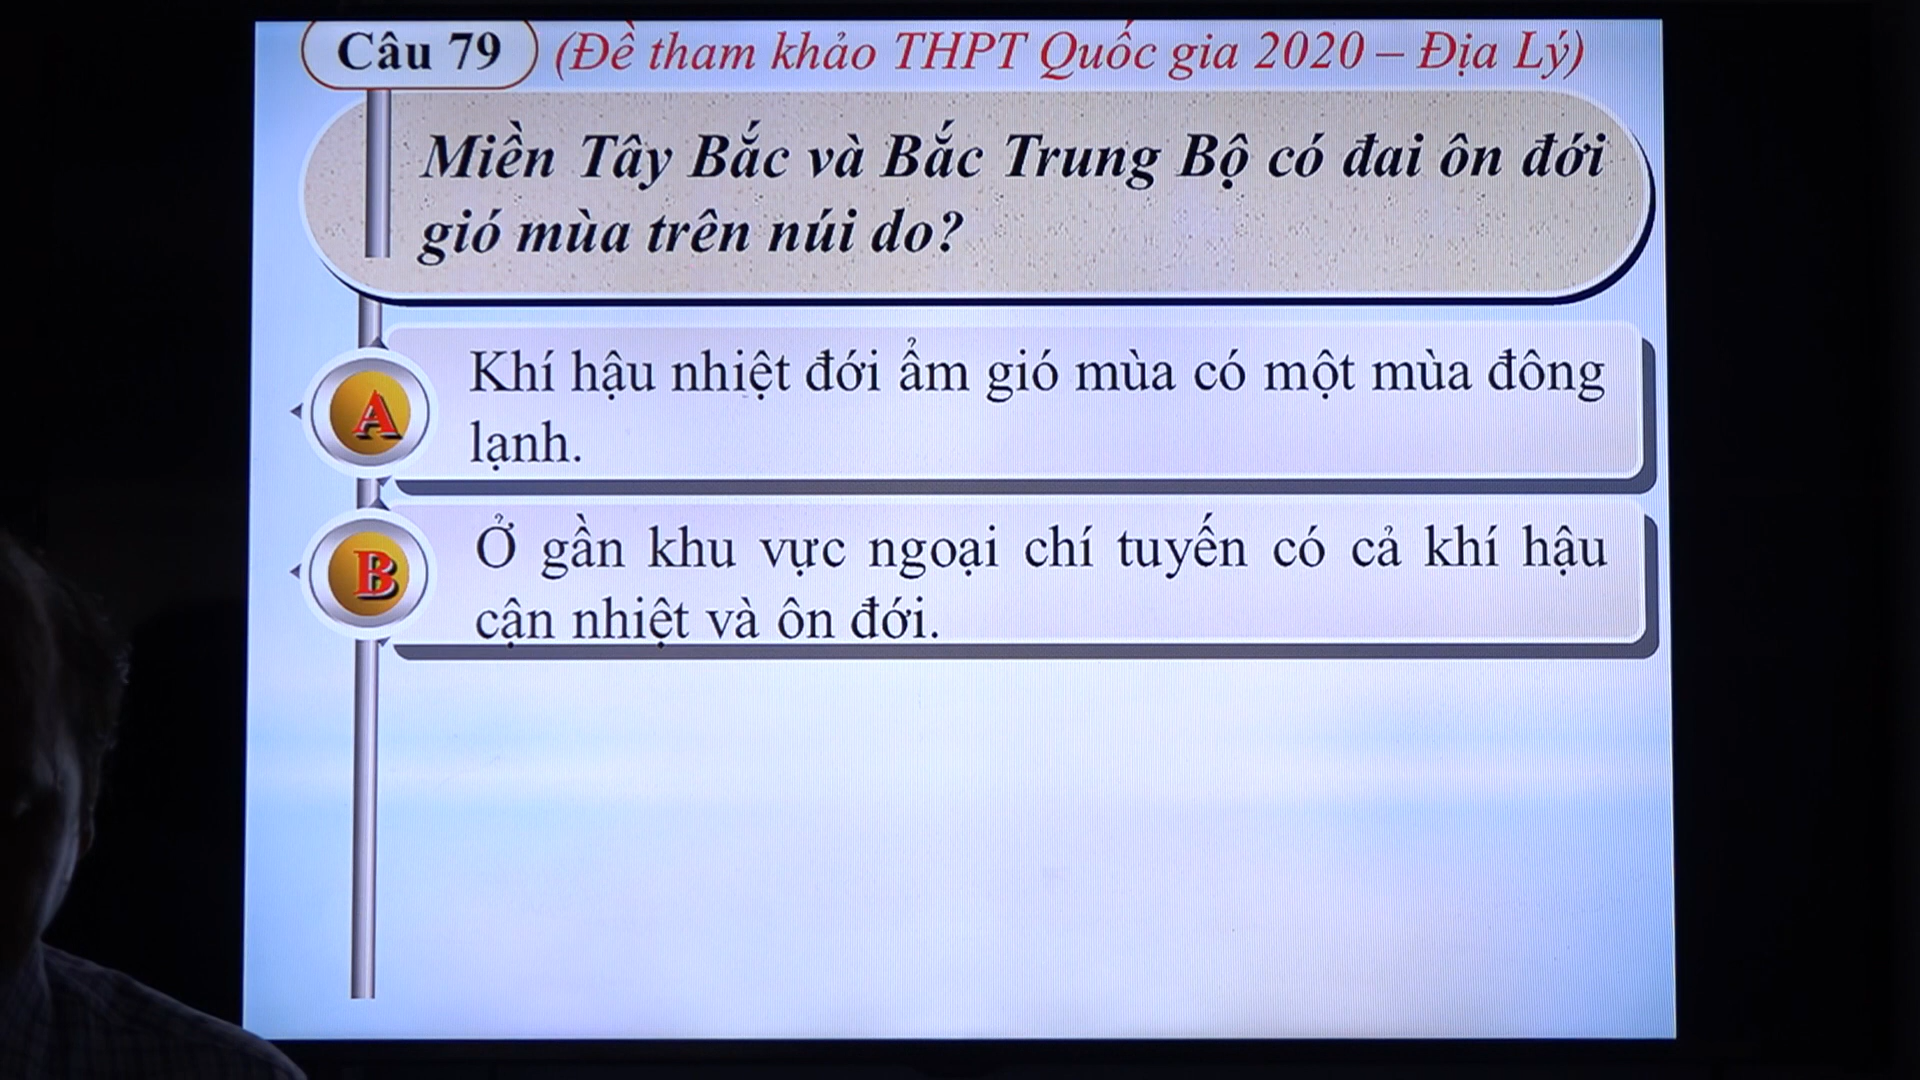 Câu 79 (Đề tham khảo THPT Quốc gia 2020 – Địa Lý)
Miền Tây Bắc và Bắc Trung Bộ có đai ôn đới
gió mùa trên núi do?
A Khí hậu nhiệt đới ẩm gió mùa có một mùa đông
lạnh.
B Ở gần khu vực ngoại chí tuyến có cả khí hậu
cận nhiệt và ôn đới.